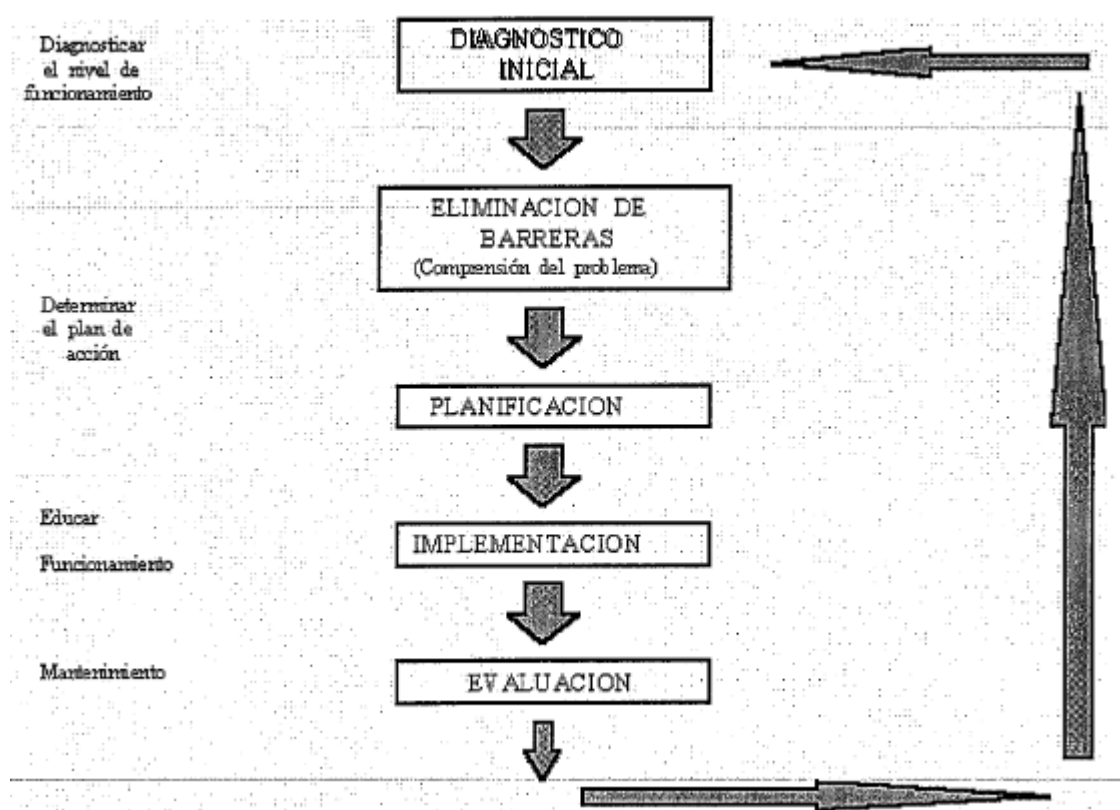 Diagnosticar
el nivel de
funcionamiento
DIAGNOSTICO
INICIAL
ELIMINACION DE
BARRERAS
(Comprensión del problema)
Determinar
el plan de
acción
PLANIFICACION
Educar
Funcionamiento
IMPLEMENTACION
Mantenimiento
EVALUACION